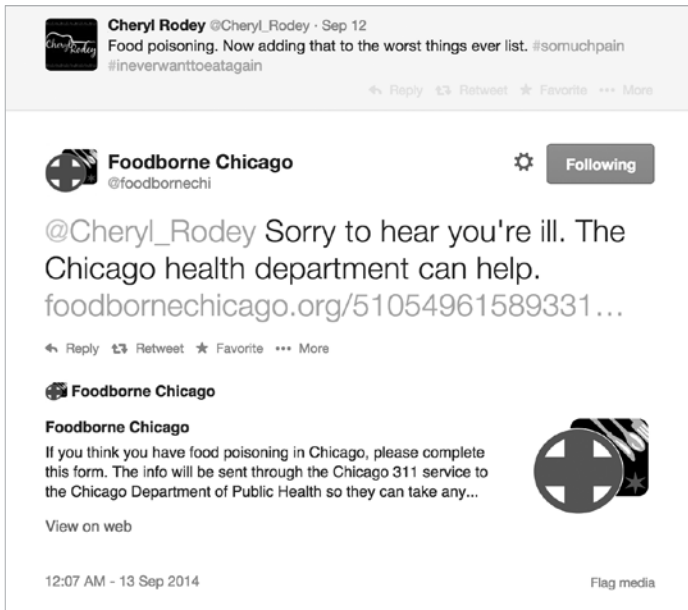 Cheryl Rodey @Cheryl_Rodey · Sep 12
Food poisoning. Now adding that to the worst things ever list. #somuchpain
#ineverwanttoeatagain
Reply Retweet Favorite More
Cheryl Rodey
Foodborne Chicago
@foodbornechi
Following
@Cheryl_Rodey Sorry to hear you're ill. The
Chicago health department can help.
foodbornechicago.org/51054961589331...
Reply Retweet Favorite More
Foodborne Chicago
Foodborne Chicago
If you think you have food poisoning in Chicago, please complete
this form. The info will be sent through the Chicago 311 service to
the Chicago Department of Public Health so they can take any...
View on web
12:07 AM - 13 Sep 2014
Flag media